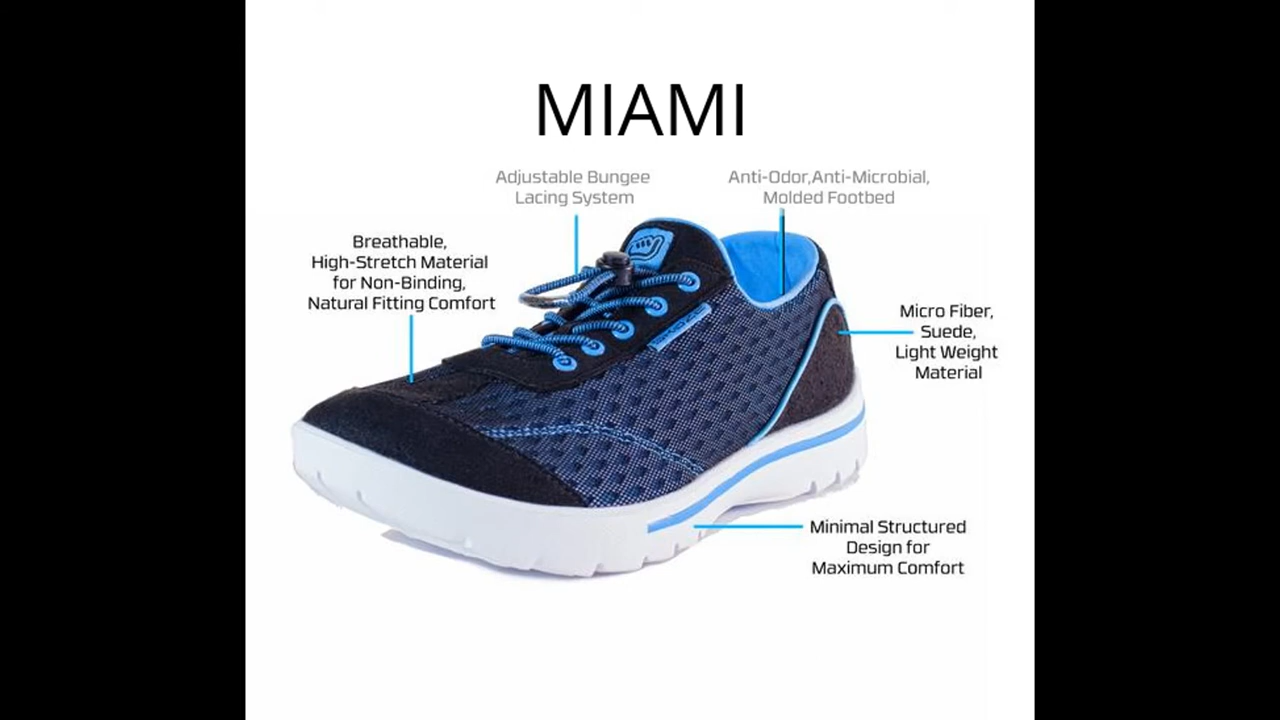 MIAMI
Adjustable Bungee
Lacing System
Anti-Odor,Anti-Microbial,
Molded Footbed
Breathable,
High-Stretch Material
for Non-Binding,
Natural Fitting Comfort
Micro Fiber,
Suede,
Light Weight
Material
Minimal Structured
Design for
Maximum Comfort